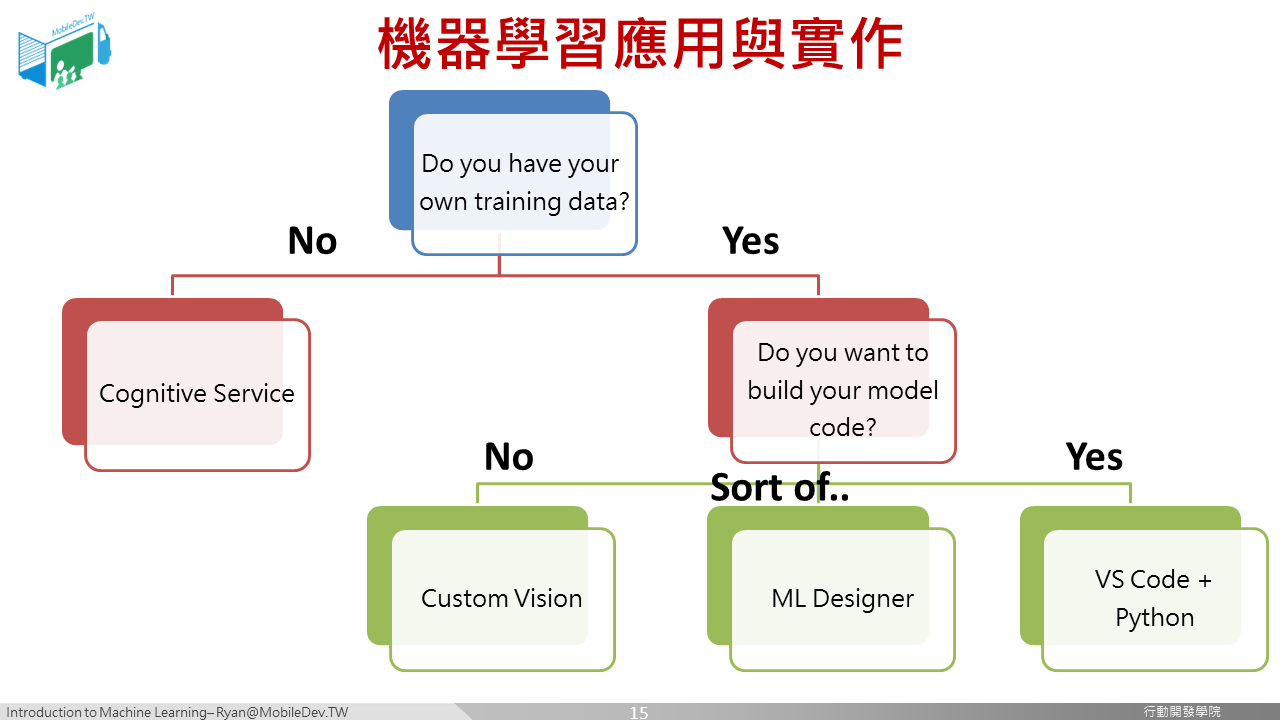 MobileDev.TW
機器學習應用與實作
Do you have your
own training data?
No
Yes
Cognitive Service
Do you want to
build your model
code?
No
Sort of..
Yes
Custom Vision
ML Designer
VS Code +
Python
Introduction to Machine Learning–Ryan@MobileDev.TW
15
行動開發學院